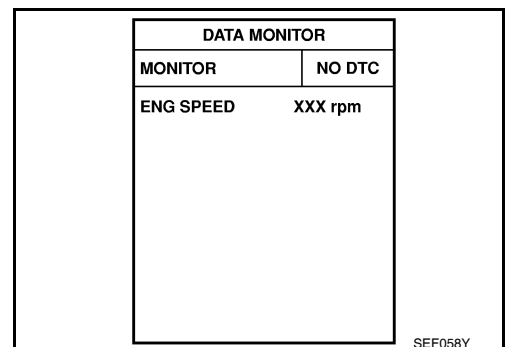 DATA MONITOR
MONITOR NO DTC
ENG SPEED XXX rpm
SEF058Y